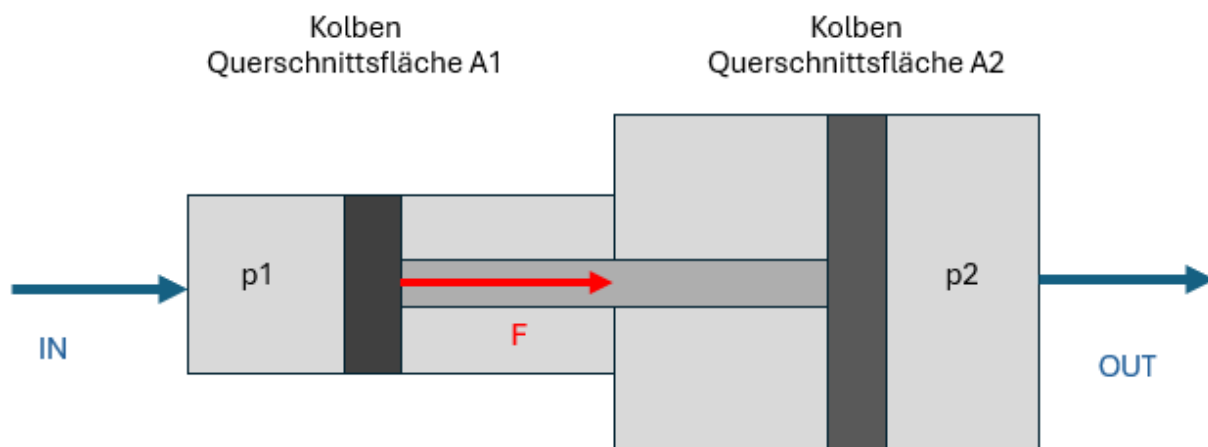 Kolben
Querschnittsfläche A1
Kolben
Querschnittsfläche A2
p1
p2
F
IN
OUT